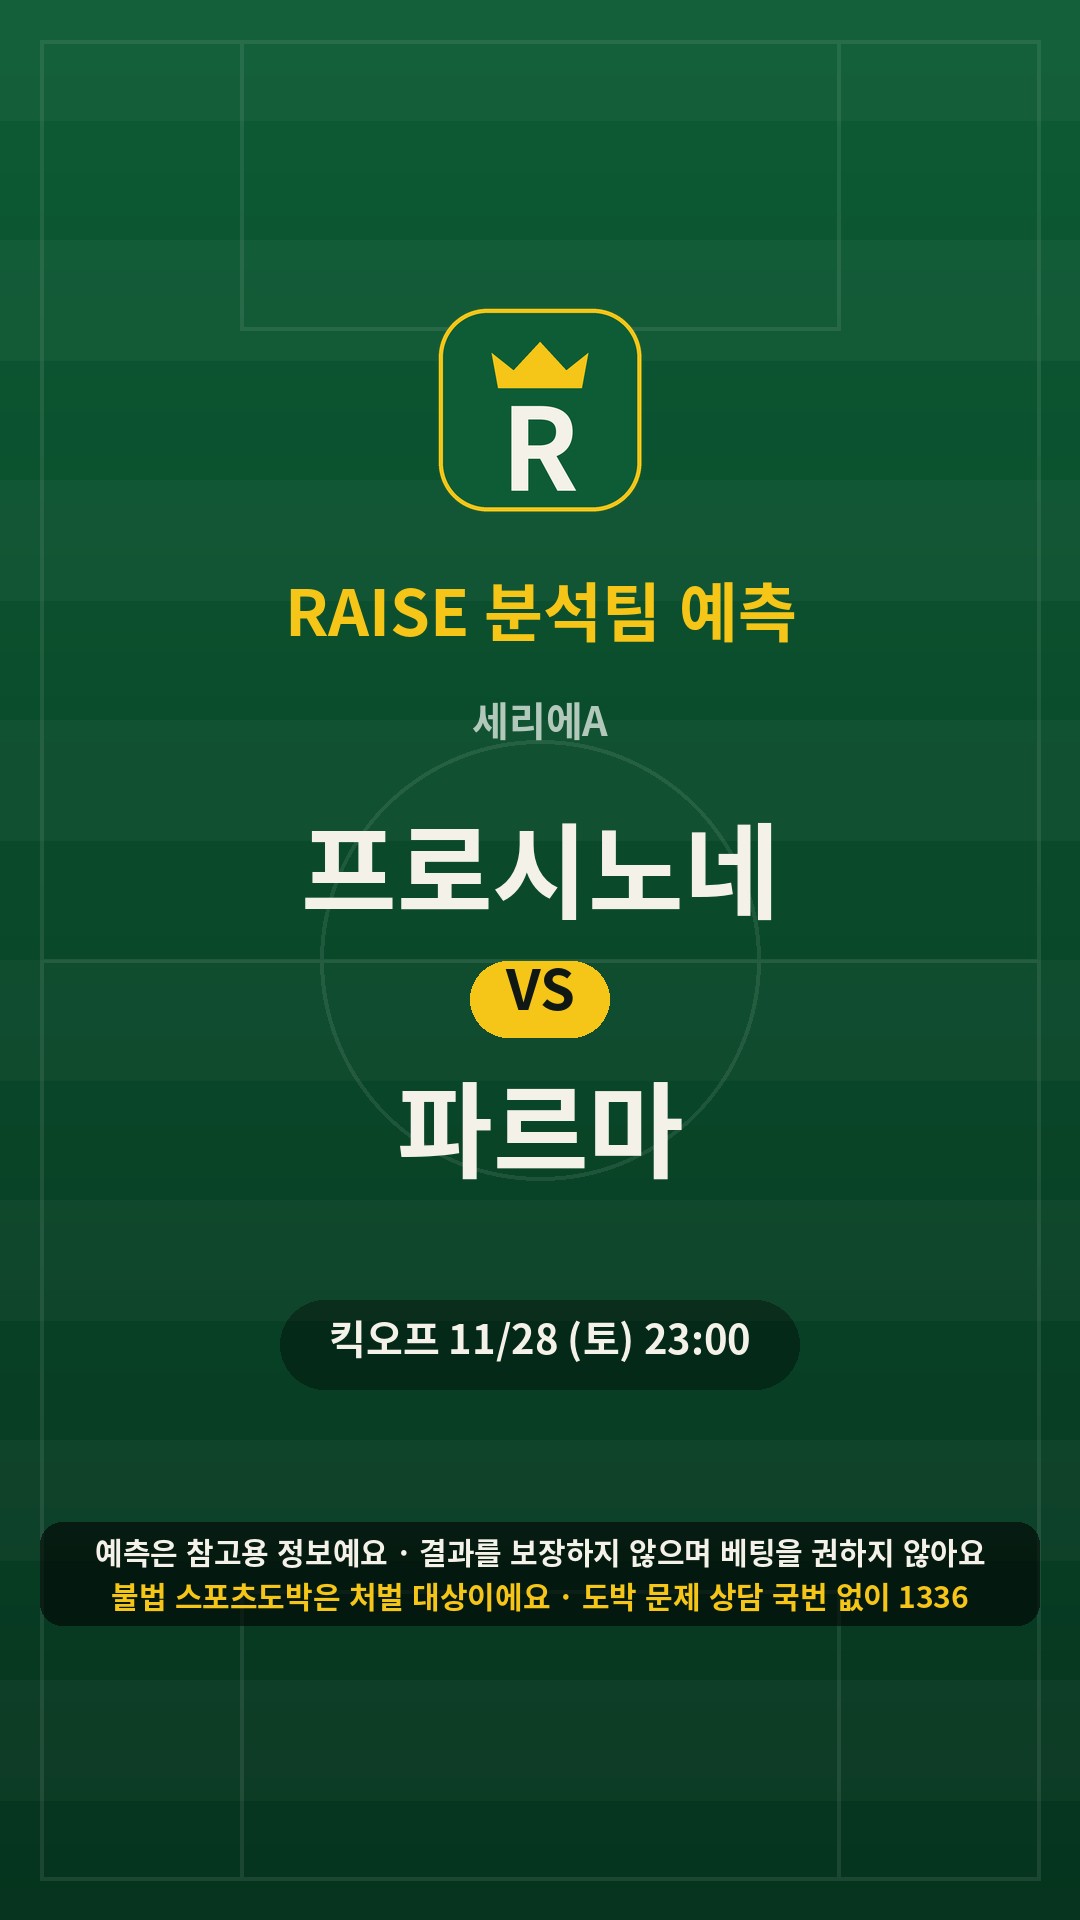 R
RAISE 분석팀 예측
세리에A
프로시노네
VS
파르마
킥오프 11/28 (토) 23:00
예측은 참고용 정보예요 · 결과를 보장하지 않으며 베팅을 권하지 않아요
불법 스포츠도박은 처벌 대상이에요 · 도박 문제 상담 국번 없이 1336